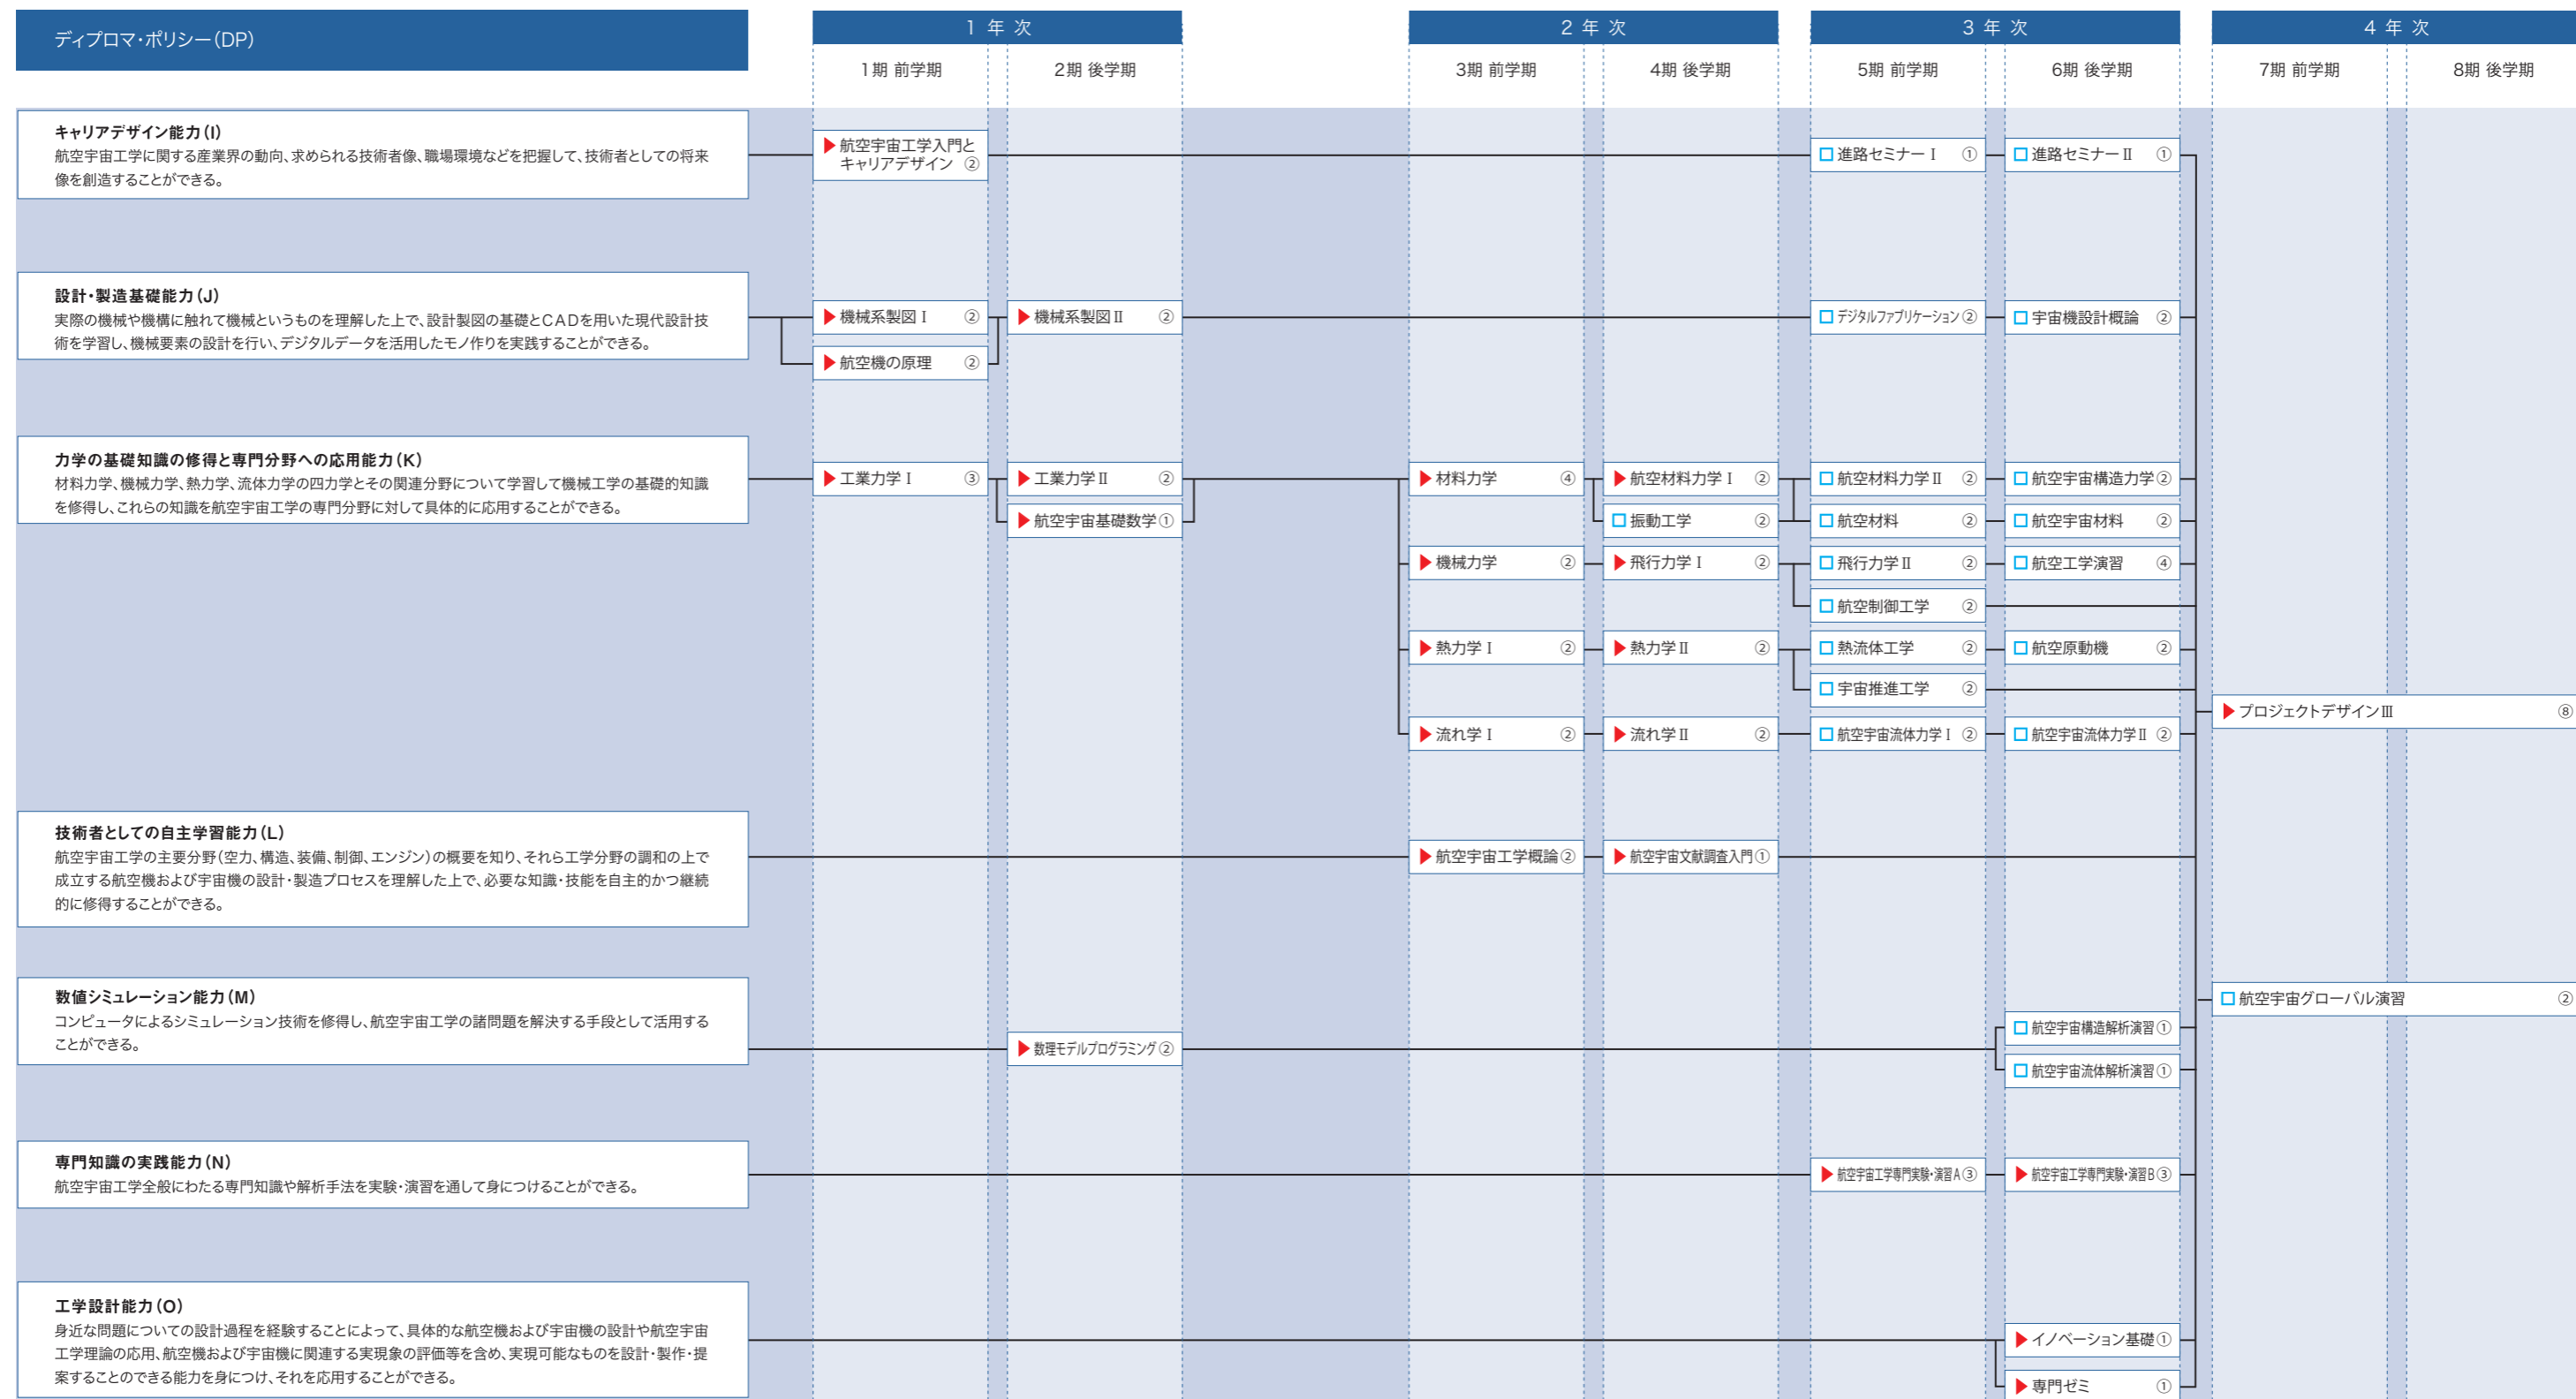 ディプロマ・ポリシー(DP)
1 年 次
2 年 次
3 年 次
4 年 次
1期 前学期
2期 後学期
3期 前学期
4期 後学期
5期 前学期
6期 後学期
7期 前学期
8期 後学期
キャリアデザイン能力(I)
航空宇宙工学に関する産業界の動向、求められる技術者像、職場環境などを把握して、技術者としての将来
像を創造することができる。
▶航空宇宙工学入門と
キャリアデザイン ②
□進路セミナーⅠ ①
□進路セミナーⅡ ①
設計・製造基礎能力(J)
実際の機械や機構に触れて機械というものを理解した上で、設計製図の基礎とCADを用いた現代設計技
術を学習し、機械要素の設計を行い、デジタルデータを活用したモノ作りを実践することができる。
▶機械系製図Ⅰ ②
▶機械系製図Ⅱ ②
□デジタルファブリケーション②
□宇宙機設計概論 ②
▶航空機の原理 ②
力学の基礎知識の修得と専門分野への応用能力(K)
材料力学、機械力学、熱力学、流体力学の四力学とその関連分野について学習して機械工学の基礎的知識
を修得し、これらの知識を航空宇宙工学の専門分野に対して具体的に応用することができる。
▶工業力学Ⅰ ③
▶工業力学Ⅱ ②
▶材料力学 ④
▶航空材料力学Ⅰ ②
□航空材料力学Ⅱ ②
□航空宇宙構造力学②
▶航空宇宙基礎数学①
□振動工学 ②
□航空材料 ②
□航空宇宙材料 ②
▶機械力学 ②
▶飛行力学Ⅰ ②
□飛行力学Ⅱ ②
□航空工学演習 ④
□航空制御工学 ②
▶熱力学Ⅰ ②
▶熱力学Ⅱ ②
□熱流体工学 ②
□航空原動機 ②
□宇宙推進工学 ②
▶プロジェクトデザインⅢ ⑧
▶流れ学Ⅰ ②
▶流れ学Ⅱ ②
□航空宇宙流体力学Ⅰ ②
□航空宇宙流体力学Ⅱ ②
技術者としての自主学習能力(L)
航空宇宙工学の主要分野(空力、構造、装備、制御、エンジン)の概要を知り、それら工学分野の調和の上で
成立する航空機および宇宙機の設計・製造プロセスを理解した上で、必要な知識・技能を自主的かつ継続
的に修得することができる。
▶航空宇宙工学概論②
▶航空宇宙文献調査入門①
数値シミュレーション能力(M)
コンピュータによるシミュレーション技術を修得し、航空宇宙工学の諸問題を解決する手段として活用する
ことができる。
□航空宇宙グローバル演習 ②
□航空宇宙構造解析演習①
▶数理モデルプログラミング②
□航空宇宙流体解析演習①
専門知識の実践能力(N)
航空宇宙工学全般にわたる専門知識や解析手法を実験・演習を通して身につけることができる。
▶航空宇宙工学専門実験・演習A③
▶航空宇宙工学専門実験・演習B③
工学設計能力(O)
身近な問題についての設計過程を経験することによって、具体的な航空機および宇宙機の設計や航空宇宙
工学理論の応用、航空機および宇宙機に関連する実現象の評価等を含め、実現可能なものを設計・製作・提
案することのできる能力を身につけ、それを応用することができる。
▶イノベーション基礎①
▶専門ゼミ ①